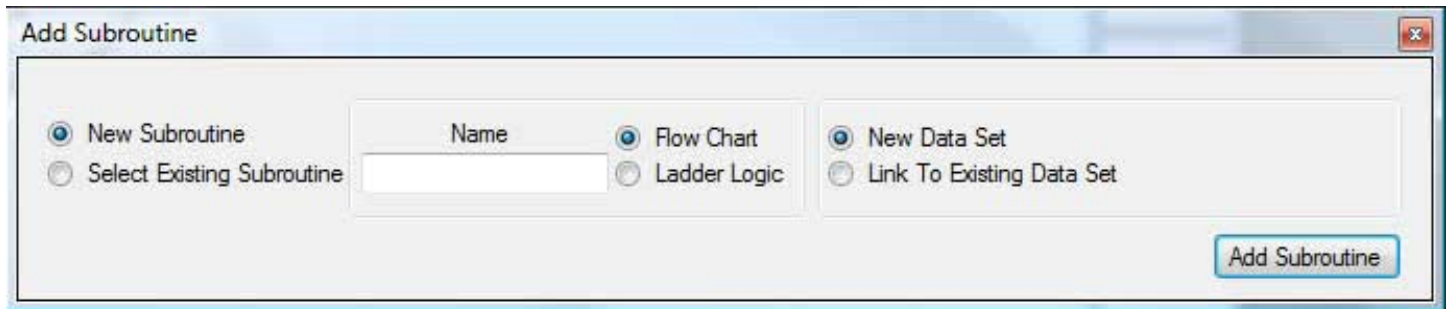 Add Subroutine
New Subroutine
Select Existing Subroutine
Name
Flow Chart
Ladder Logic
New Data Set
Link To Existing Data Set
Add Subroutine